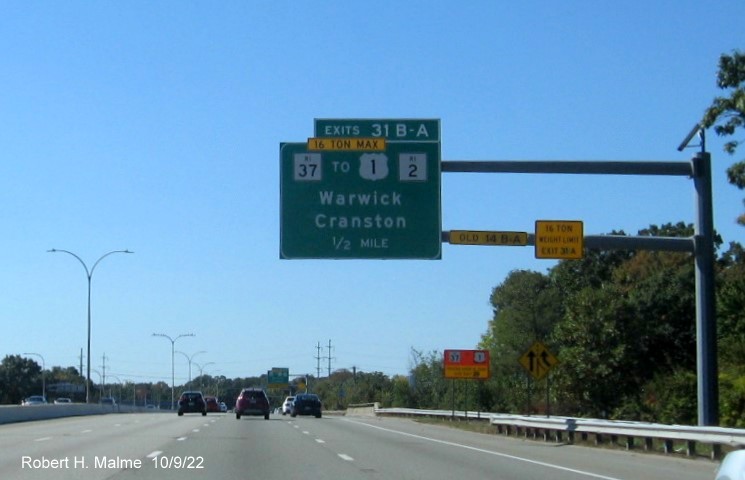 EXITS 31 B-A
16 TON MAX
RI 37 TO 1 RI 2
Warwick
Cranston
1/2 MILE
OLD 14 B-A
16 TON
WEIGHT LIMIT
EXIT 31-A
Robert H. Malme 10/9/22